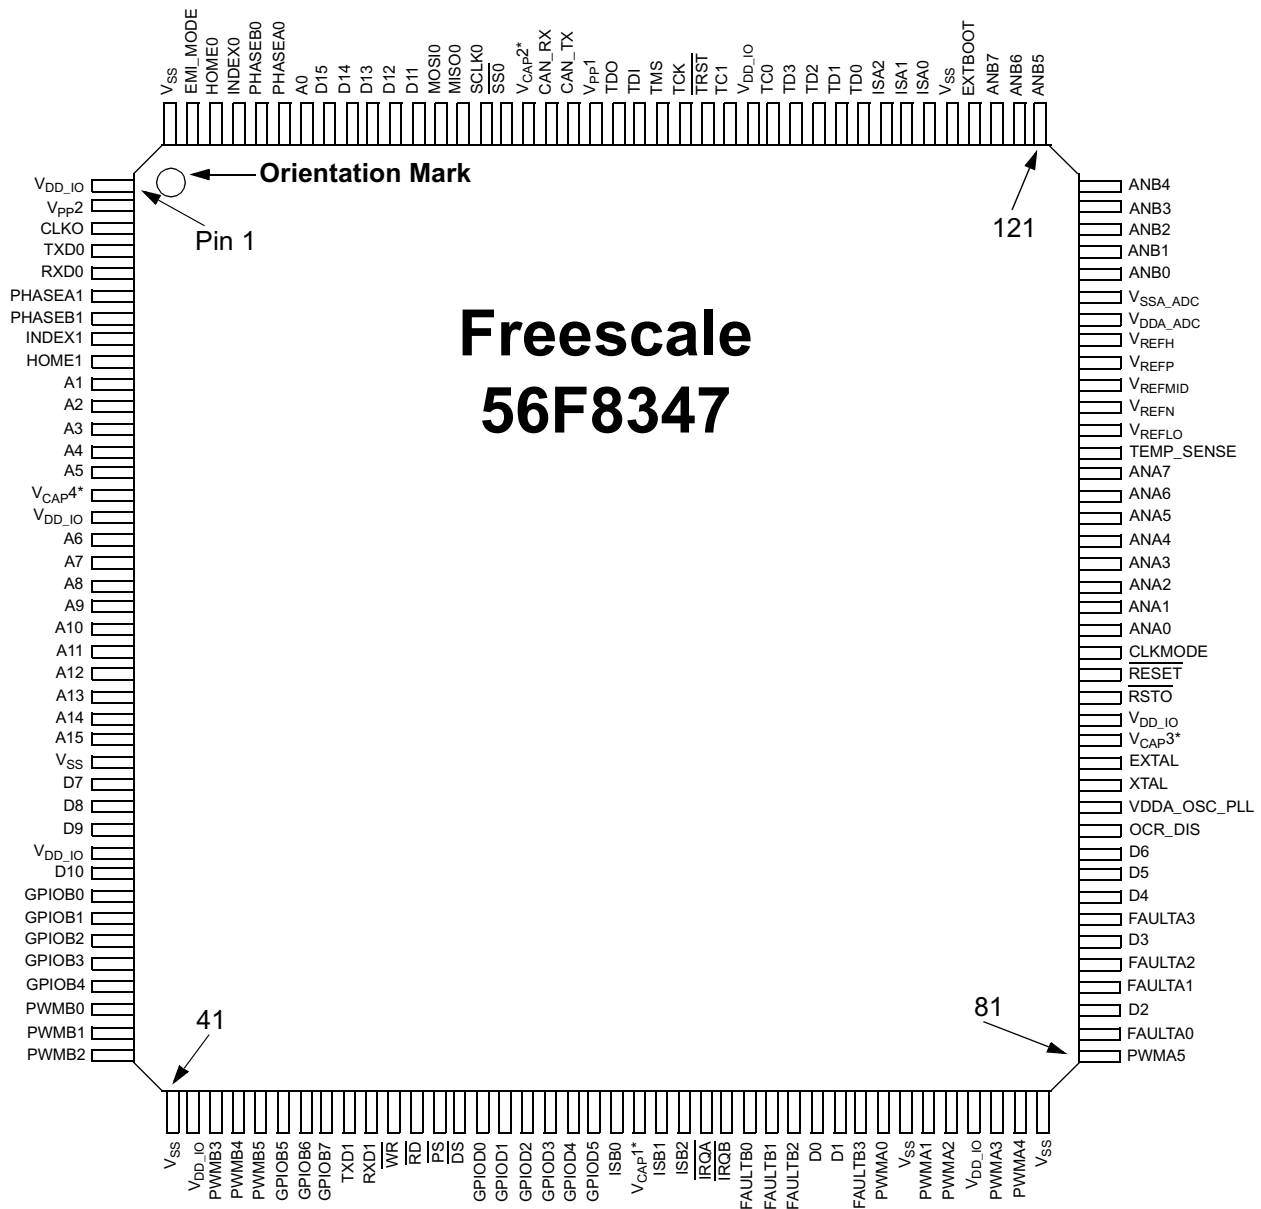 VSS
EMI_MODE
HOME0
INDEX0
PHASEB0
PHASEA0
A0
D15
D14
D13
D12
D11
MOSI0
MISO0
SCLK0
SS0
VCAP2*
CAN_RX
CAN_TX
VPP1
TDO
TDI
TMS
TCK
TRST
TC1
VDD_IO
TC0
TD3
TD2
TD1
TD0
ISA2
ISA1
ISA0
VSS
EXTBOOT
ANB7
ANB6
ANB5
Orientation Mark
Pin 1
121
Freescale
56F8347
41
81
VDD_IO
VPP2
CLKO
TXD0
RXD0
PHASEA1
PHASEB1
INDEX1
HOME1
A1
A2
A3
A4
A5
VCAP4*
VDD_IO
A6
A7
A8
A9
A10
A11
A12
A13
A14
A15
VSS
D7
D8
D9
VDD_IO
D10
GPIOB0
GPIOB1
GPIOB2
GPIOB3
GPIOB4
PWMB0
PWMB1
PWMB2
ANB4
ANB3
ANB2
ANB1
ANB0
VSSA_ADC
VDDA_ADC
VREFH
VREFP
VREFMID
VREFN
VREFLO
TEMP_SENSE
ANA7
ANA6
ANA5
ANA4
ANA3
ANA2
ANA1
ANA0
CLKMODE
RESET
RSTO
VDD_IO
VCAP3*
EXTAL
XTAL
VDDA_OSC_PLL
OCR_DIS
D6
D5
D4
FAULTA3
D3
FAULTA2
FAULTA1
D2
FAULTA0
PWMA5
VSS
VDD_IO
PWMB3
PWMB4
PWMB5
GPIOB5
GPIOB6
GPIOB7
TXD1
RXD1
WR
RD
PS
DS
GPIOD0
GPIOD1
GPIOD2
GPIOD3
GPIOD4
GPIOD5
ISB0
VCAP1*
ISB1
ISB2
IRQA
IRQB
FAULTB0
FAULTB1
FAULTB2
D0
D1
FAULTB3
PWMA0
VSS
PWMA1
PWMA2
VDD_IO
PWMA3
PWMA4
VSS